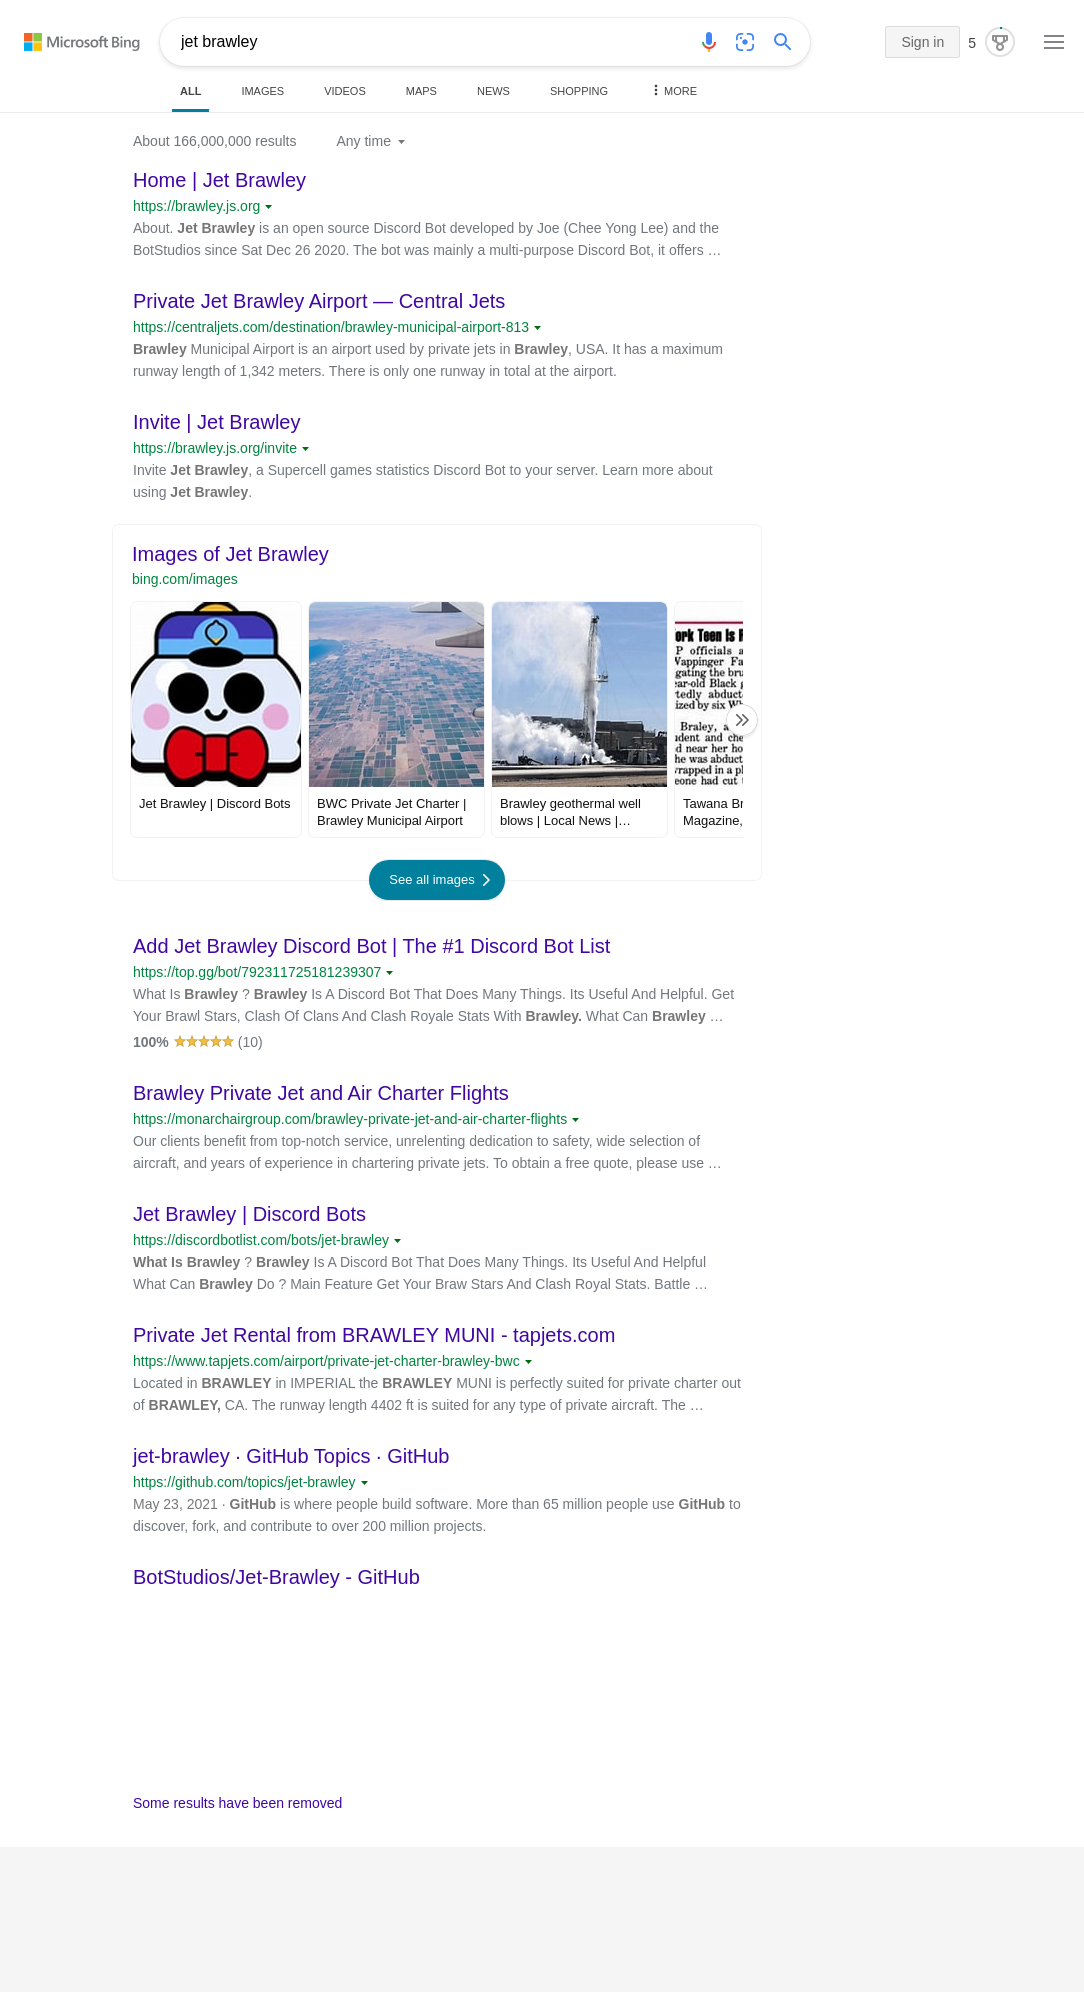 Microsoft Bing
jet brawley
Sign in
5
ALL
IMAGES
VIDEOS
MAPS
NEWS
SHOPPING
MORE
About 166,000,000 results
Any time
Home | Jet Brawley
https://brawley.js.org
About. Jet Brawley is an open source Discord Bot developed by Joe (Chee Yong Lee) and the
BotStudios since Sat Dec 26 2020. The bot was mainly a multi-purpose Discord Bot, it offers …
Private Jet Brawley Airport — Central Jets
https://centraljets.com/destination/brawley-municipal-airport-813
Brawley Municipal Airport is an airport used by private jets in Brawley, USA. It has a maximum
runway length of 1,342 meters. There is only one runway in total at the airport.
Invite | Jet Brawley
https://brawley.js.org/invite
Invite Jet Brawley, a Supercell games statistics Discord Bot to your server. Learn more about
using Jet Brawley.
Images of Jet Brawley
bing.com/images
ork Teen Is R
P officials a
Wappinger Fa
gating the bru
ear-old Black g
rtedly abduct
ized by six Wh
Braley, a
udent and che
d near her ho
he was abduct
wrapped in a pl
eone had cut
Jet Brawley | Discord Bots
BWC Private Jet Charter |
Brawley Municipal Airport
Brawley geothermal well
blows | Local News |…
Tawana Br
Magazine,
See all images
Add Jet Brawley Discord Bot | The #1 Discord Bot List
https://top.gg/bot/792311725181239307
What Is Brawley ? Brawley Is A Discord Bot That Does Many Things. Its Useful And Helpful. Get
Your Brawl Stars, Clash Of Clans And Clash Royale Stats With Brawley. What Can Brawley …
100% (10)
Brawley Private Jet and Air Charter Flights
https://monarchairgroup.com/brawley-private-jet-and-air-charter-flights
Our clients benefit from top-notch service, unrelenting dedication to safety, wide selection of
aircraft, and years of experience in chartering private jets. To obtain a free quote, please use …
Jet Brawley | Discord Bots
https://discordbotlist.com/bots/jet-brawley
What Is Brawley ? Brawley Is A Discord Bot That Does Many Things. Its Useful And Helpful
What Can Brawley Do ? Main Feature Get Your Braw Stars And Clash Royal Stats. Battle …
Private Jet Rental from BRAWLEY MUNI - tapjets.com
https://www.tapjets.com/airport/private-jet-charter-brawley-bwc
Located in BRAWLEY in IMPERIAL the BRAWLEY MUNI is perfectly suited for private charter out
of BRAWLEY, CA. The runway length 4402 ft is suited for any type of private aircraft. The …
jet-brawley · GitHub Topics · GitHub
https://github.com/topics/jet-brawley
May 23, 2021 · GitHub is where people build software. More than 65 million people use GitHub to
discover, fork, and contribute to over 200 million projects.
BotStudios/Jet-Brawley - GitHub
Some results have been removed